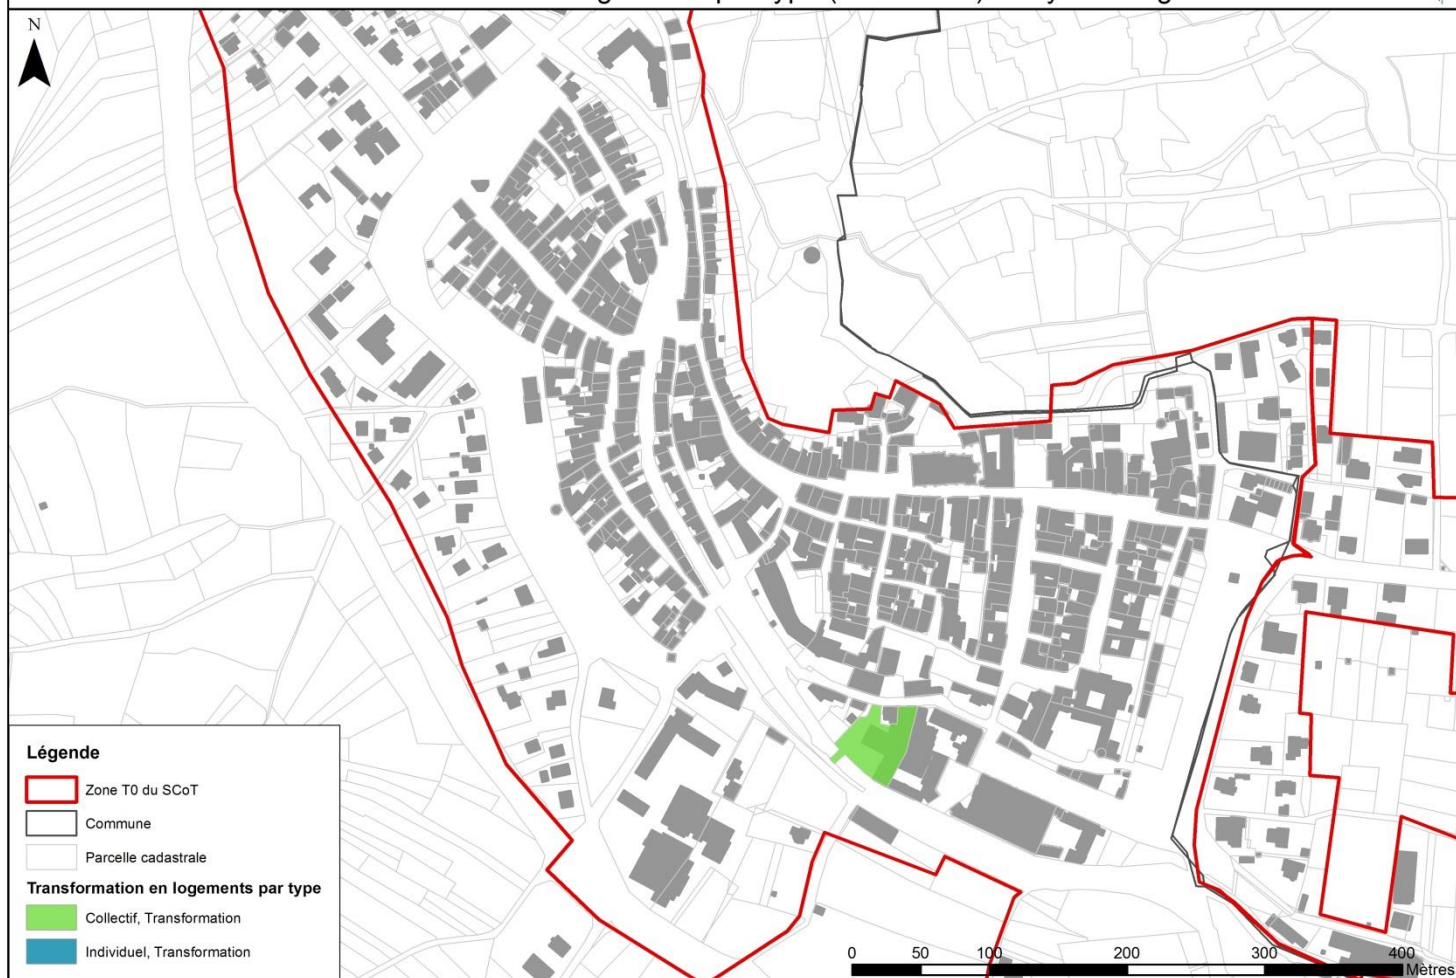 N
Légende
Zone T0 du SCoT
Commune
Parcelle cadastrale
Transformation en logements par type
Collectif, Transformation
Individuel, Transformation
0 50 100 200 300 400
Mètres